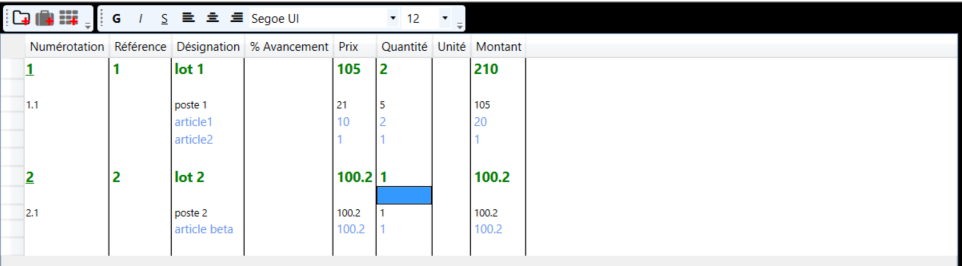 G I S Segoe UI 12
Numérotation Référence Désignation % Avancement Prix Quantité Unité Montant
1 1 lot 1 105 2 210
1.1 poste 1 21 5 105
article1 10 2 20
article2 1 1 1
2 2 lot 2 100.2 1 100.2
2.1 poste 2 100.2 1 100.2
article beta 100.2 1 100.2